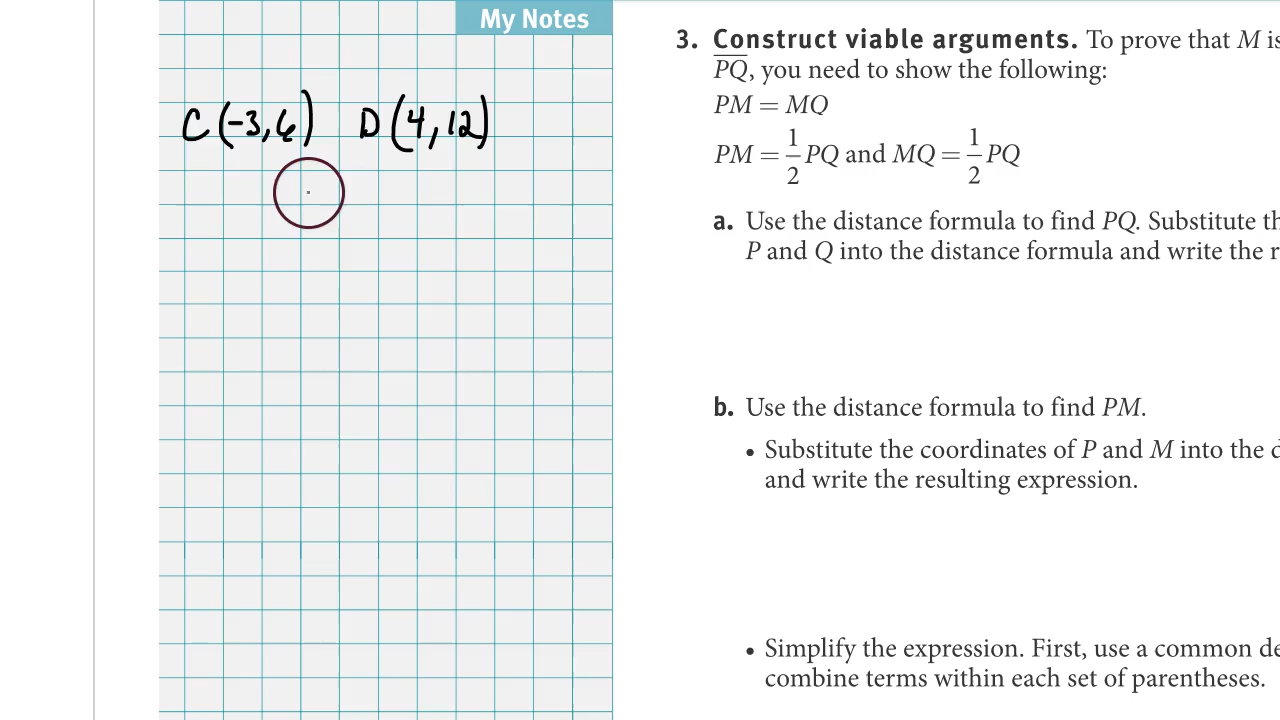 My Notes
C (-3, 6) D (4, 12)
3. Construct viable arguments. To prove that M is
PQ, you need to show the following:
PM = MQ
PM = 1/2 PQ and MQ = 1/2 PQ
a. Use the distance formula to find PQ. Substitute th
P and Q into the distance formula and write the r
b. Use the distance formula to find PM.
• Substitute the coordinates of P and M into the d
and write the resulting expression.
• Simplify the expression. First, use a common de
combine terms within each set of parentheses.